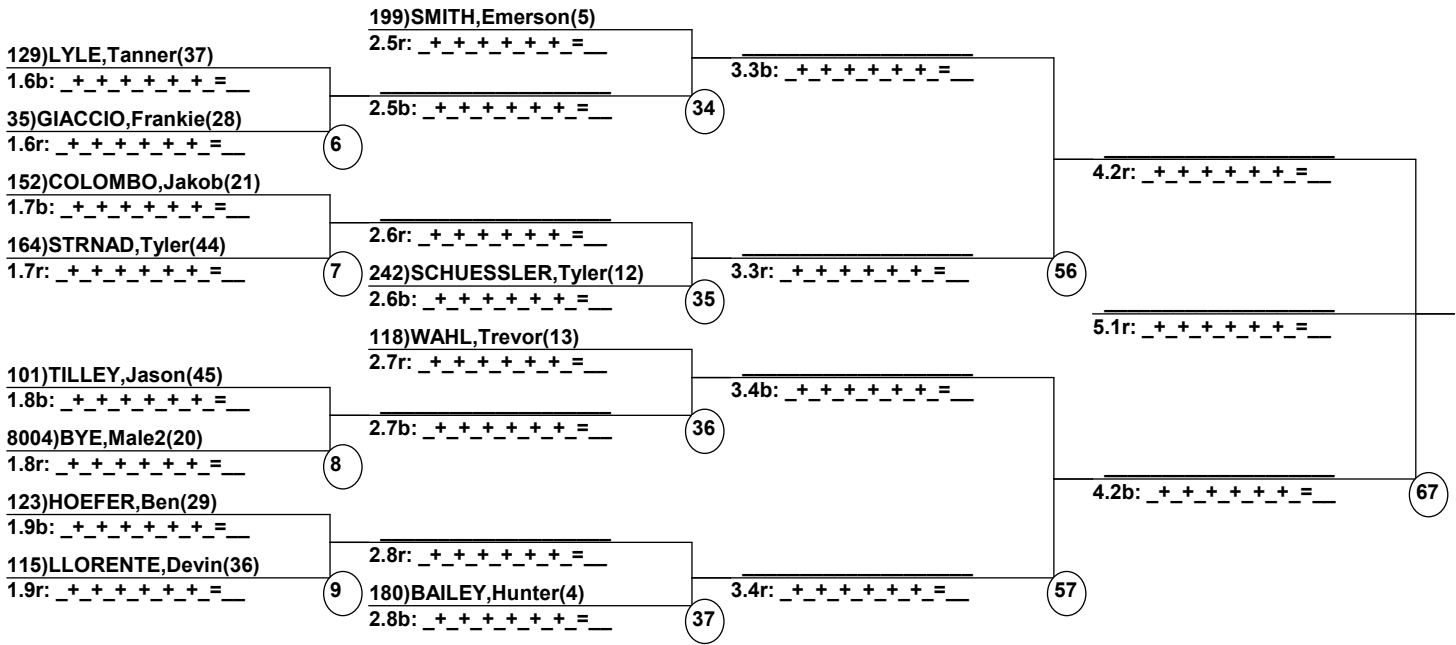 199)SMITH,Emerson(5)
2.5r: _+_+_+_+_+_=__
129)LYLE,Tanner(37)
1.6b: _+_+_+_+_+_=__
3.3b: _+_+_+_+_+_=__
2.5b: _+_+_+_+_+_=__
34
35)GIACCIO,Frankie(28)
1.6r: _+_+_+_+_+_=__
6
4.2r: _+_+_+_+_+_=__
152)COLOMBO,Jakob(21)
1.7b: _+_+_+_+_+_=__
2.6r: _+_+_+_+_+_=__
164)STRNAD,Tyler(44)
1.7r: _+_+_+_+_+_=__
7
242)SCHUESSLER,Tyler(12)
2.6b: _+_+_+_+_+_=__
35
3.3r: _+_+_+_+_+_=__
56
5.1r: _+_+_+_+_+_=__
118)WAHL,Trevor(13)
2.7r: _+_+_+_+_+_=__
101)TILLEY,Jason(45)
1.8b: _+_+_+_+_+_=__
3.4b: _+_+_+_+_+_=__
2.7b: _+_+_+_+_+_=__
36
8004)BYE,Male2(20)
1.8r: _+_+_+_+_+_=__
8
4.2b: _+_+_+_+_+_=__
67
123)HOEFER,Ben(29)
1.9b: _+_+_+_+_+_=__
2.8r: _+_+_+_+_+_=__
115)LLORENTE,Devin(36)
1.9r: _+_+_+_+_+_=__
9
180)BAILEY,Hunter(4)
2.8b: _+_+_+_+_+_=__
37
3.4r: _+_+_+_+_+_=__
57